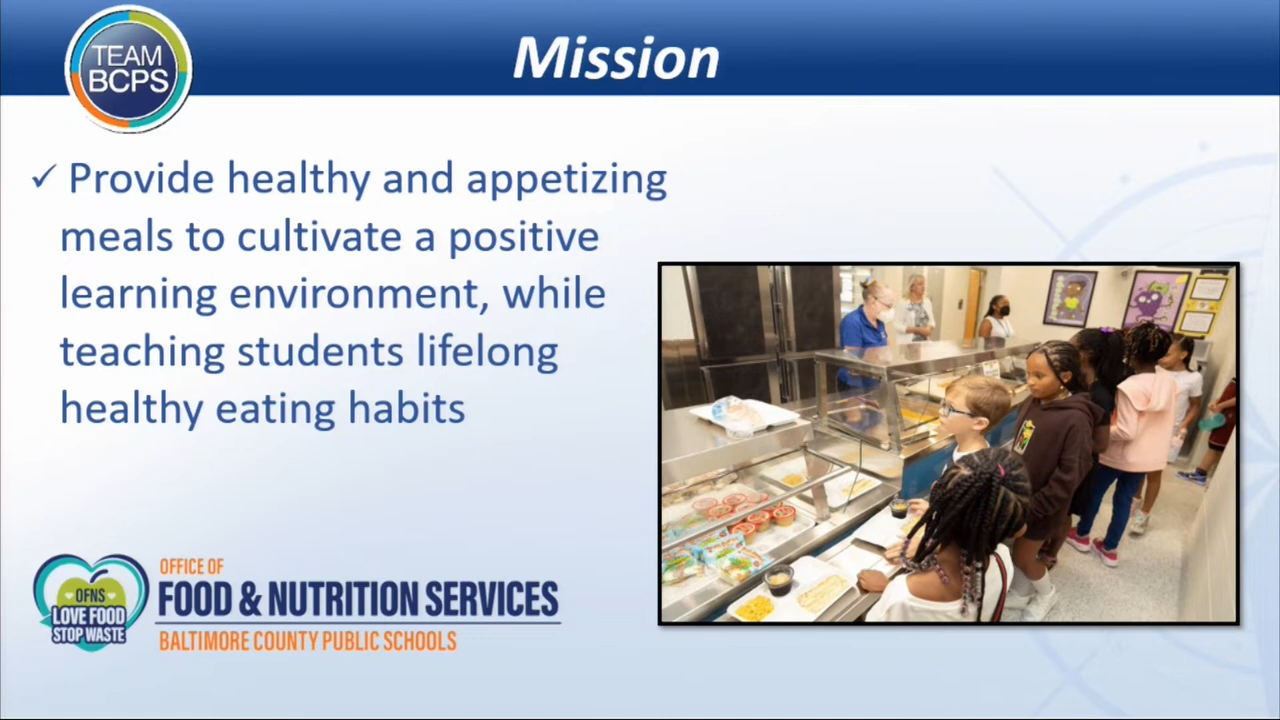 TEAM
BCPS
Mission
✓ Provide healthy and appetizing
meals to cultivate a positive
learning environment, while
teaching students lifelong
healthy eating habits
OFNS
LOVE FOOD
STOP WASTE
OFFICE OF
FOOD & NUTRITION SERVICES
BALTIMORE COUNTY PUBLIC SCHOOLS